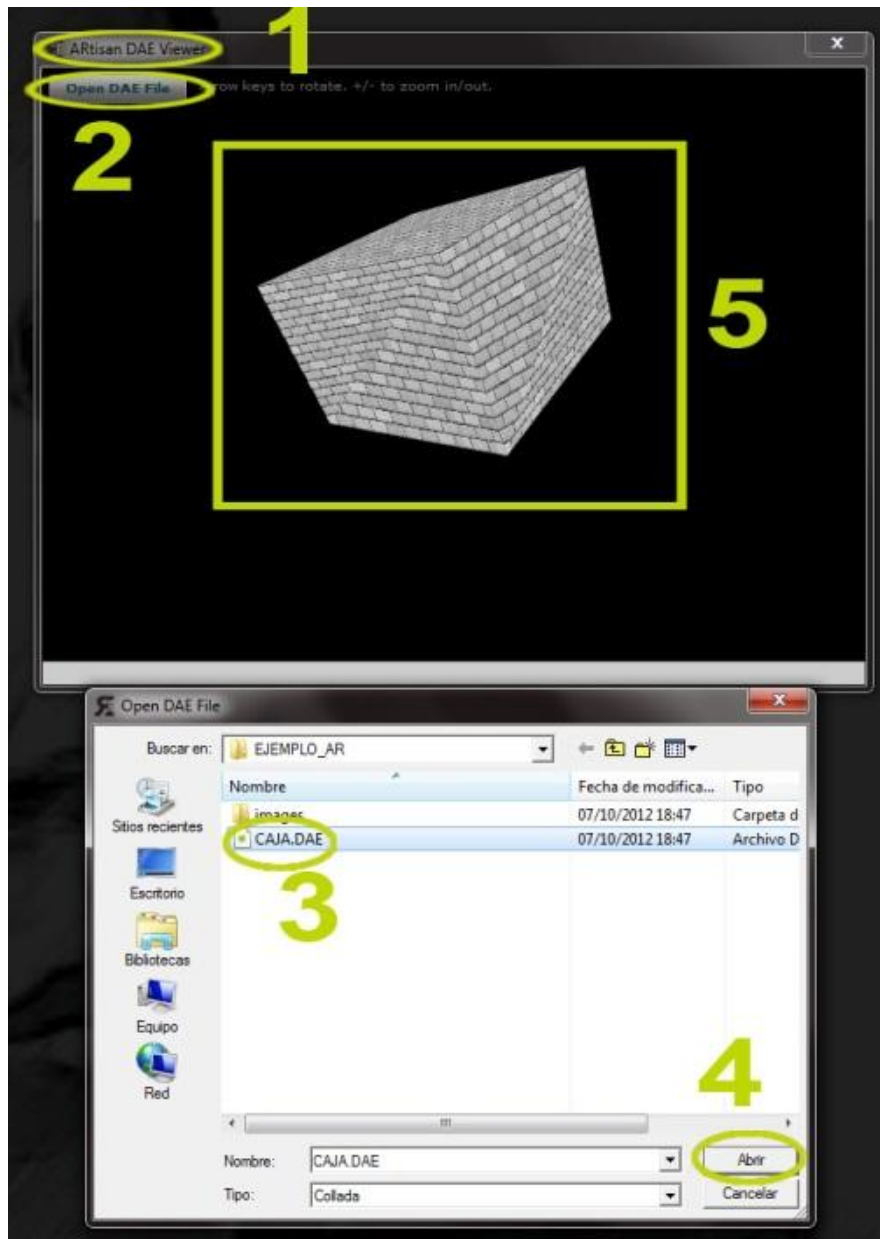 1
ARtisan DAE Viewer
Open DAE File row keys to rotate. +/- to zoom in/out.
2
5
Open DAE File
Buscar en: EJEMPLO_AR
Nombre Fecha de modifica... Tipo
images 07/10/2012 18:47 Carpeta d
CAJA.DAE 07/10/2012 18:47 Archivo D
3
Sitios recientes
Escritorio
Bibliotecas
Equipo
Red
4
Nombre: CAJA.DAE Abrir
Tipo: Collada Cancelar